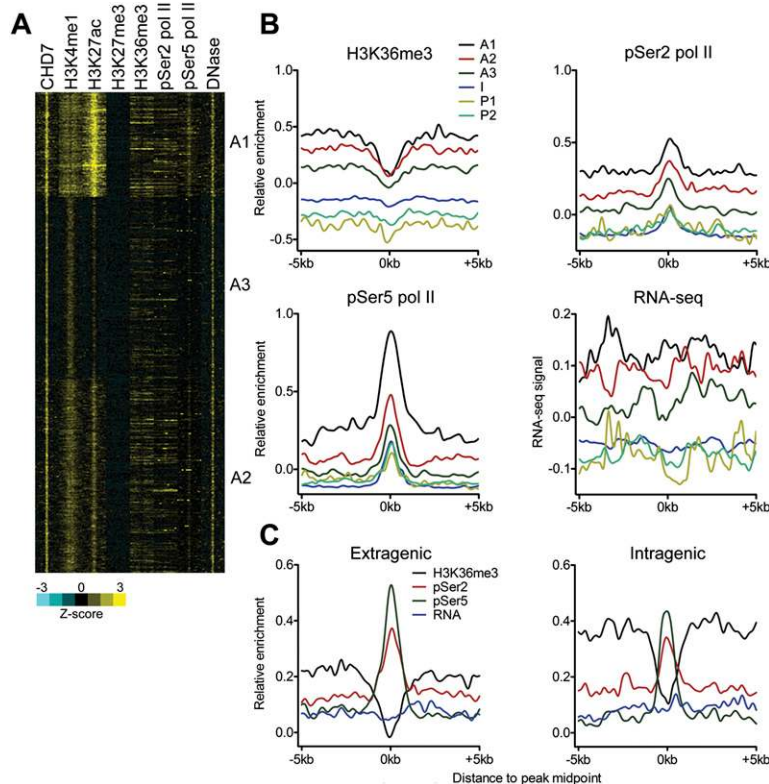 A
CHD7
H3K4me1
H3K27ac
H3K27me3
H3K36me3
pSer2 pol II
pSer5 pol II
DNase
A1
A3
A2
-3 0 3
Z-score
B
H3K36me3
A1
A2
A3
I
P1
P2
Relative enrichment
1.0
0.5
0.0
-0.5
-5kb 0kb +5kb
pSer2 pol II
1.0
0.5
0.0
-5kb 0kb +5kb
pSer5 pol II
Relative enrichment
1.0
0.5
0.0
-5kb 0kb +5kb
RNA-seq
RNA-seq signal
0.2
0.1
0.0
-0.1
-5kb 0kb +5kb
C
Extragenic
H3K36me3
pSer2
pSer5
RNA
Relative enrichment
0.6
0.4
0.2
0.0
-5kb 0kb +5kb
Intragenic
0.6
0.4
0.2
0.0
-5kb 0kb +5kb
Distance to peak midpoint